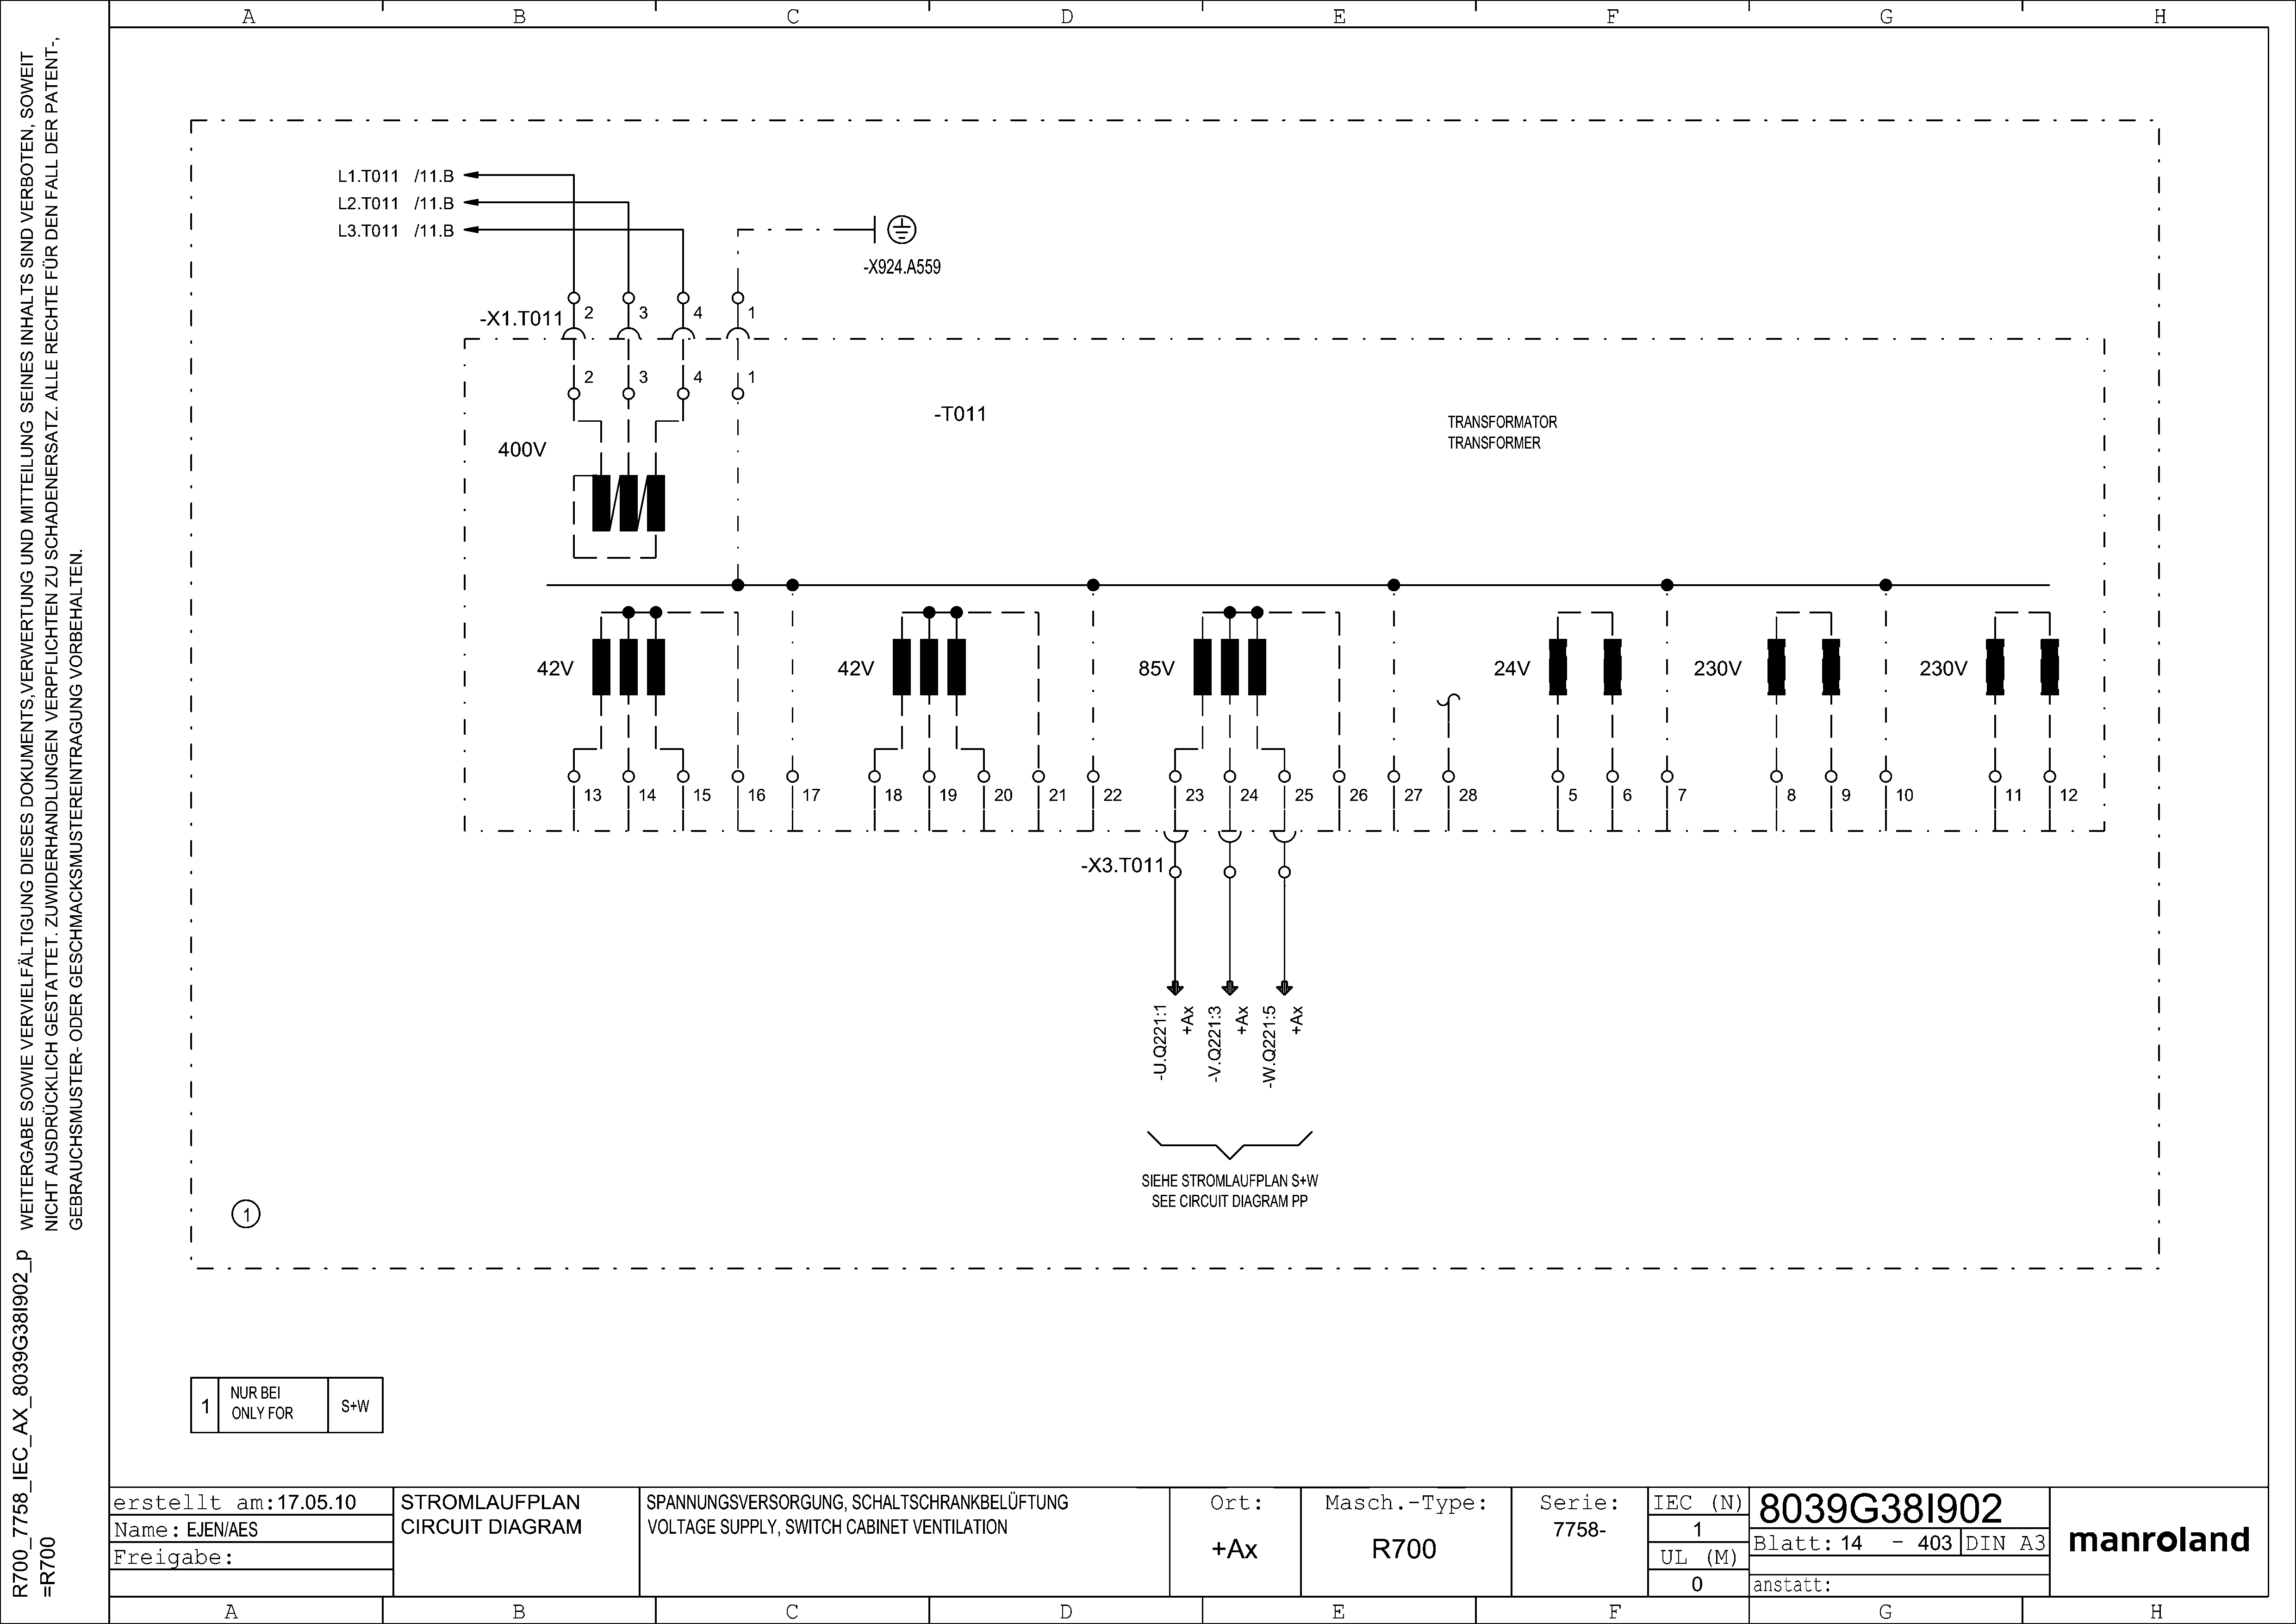 A B C D E F G H
WEITERGABE SOWIE VERVIELFÄLTIGUNG DIESES DOKUMENTS,VERWERTUNG UND MITTEILUNG SEINES INHALTS SIND VERBOTEN, SOWEIT
NICHT AUSDRÜCKLICH GESTATTET. ZUWIDERHANDLUNGEN VERPFLICHTEN ZU SCHADENERSATZ. ALLE RECHTE FÜR DEN FALL DER PATENT-,
GEBRAUCHSMUSTER- ODER GESCHMACKSMUSTEREINTRAGUNG VORBEHALTEN.
R700_7758_IEC_AX_8039G38I902_p
=R700
L1.T011 /11.B
L2.T011 /11.B
L3.T011 /11.B
-X924.A559
-X1.T011 2 3 4 1
2 3 4 1
-T011
TRANSFORMATOR
TRANSFORMER
400V
42V 42V 85V 24V 230V 230V
13 14 15 16 17 18 19 20 21 22 23 24 25 26 27 28 5 6 7 8 9 10 11 12
-X3.T011
-U.Q221:1
+Ax
-V.Q221:3
+Ax
-W.Q221:5
+Ax
SIEHE STROMLAUFPLAN S+W
SEE CIRCUIT DIAGRAM PP
1
1 NUR BEI
ONLY FOR S+W
erstellt am:17.05.10
Name: EJEN/AES
Freigabe:
STROMLAUFPLAN
CIRCUIT DIAGRAM
SPANNUNGSVERSORGUNG, SCHALTSCHRANKBELÜFTUNG
VOLTAGE SUPPLY, SWITCH CABINET VENTILATION
Ort:
+Ax
Masch.-Type:
R700
Serie:
7758-
IEC (N)
1
UL (M)
0
8039G38I902
Blatt: 14 - 403 DIN A3
anstatt:
manroland
A B C D E F G H